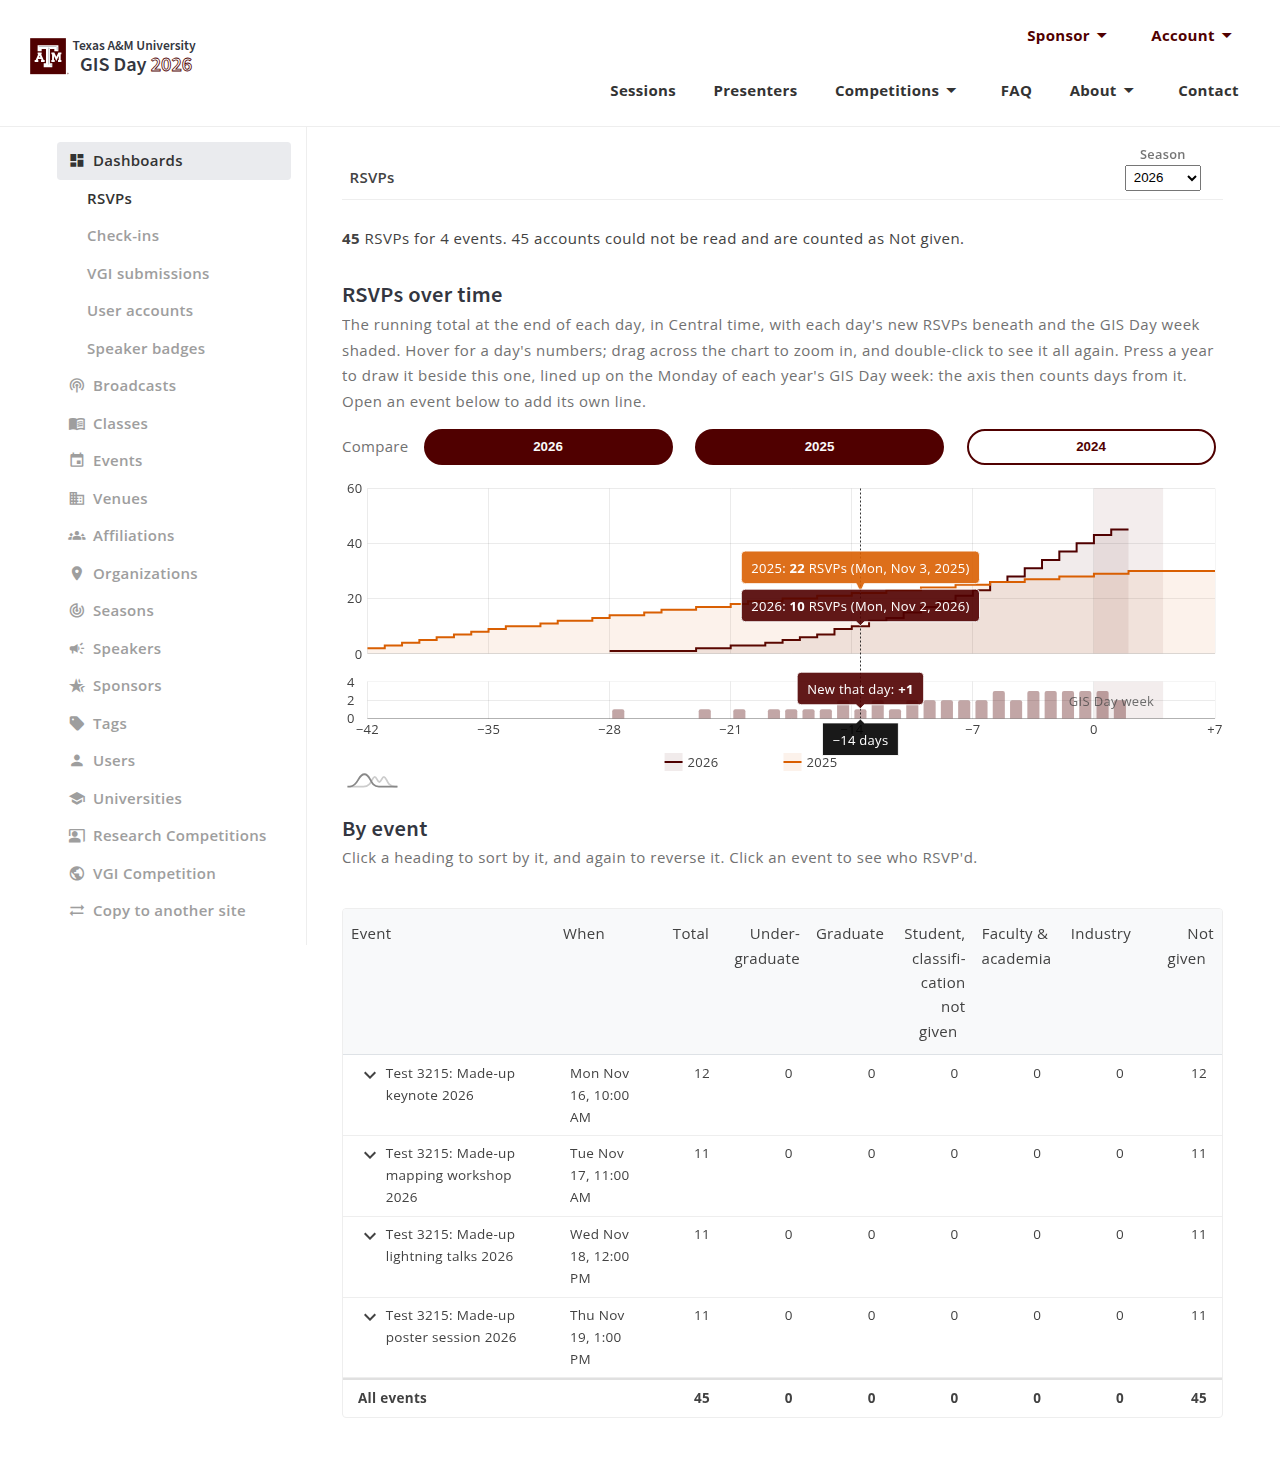 Texas A&M University
GIS Day 2026
Sponsor
Account
Sessions
Presenters
Competitions
FAQ
About
Contact
Dashboards
RSVPs
Check-ins
VGI submissions
User accounts
Speaker badges
Broadcasts
Classes
Events
Venues
Affiliations
Organizations
Seasons
Speakers
Sponsors
Tags
Users
Universities
Research Competitions
VGI Competition
Copy to another site
RSVPs
Season
2026
45 RSVPs for 4 events. 45 accounts could not be read and are counted as Not given.
RSVPs over time
The running total at the end of each day, in Central time, with each day's new RSVPs beneath and the GIS Day week
shaded. Hover for a day's numbers; drag across the chart to zoom in, and double-click to see it all again. Press a year
to draw it beside this one, lined up on the Monday of each year's GIS Day week: the axis then counts days from it.
Open an event below to add its own line.
Compare
2026
2025
2024
60
40
20
0
2025: 22 RSVPs (Mon, Nov 3, 2025)
2026: 10 RSVPs (Mon, Nov 2, 2026)
4
2
0
New that day: +1
GIS Day week
−42
−35
−28
−21
−7
0
+7
−14 days
2026
2025
By event
Click a heading to sort by it, and again to reverse it. Click an event to see who RSVP'd.
Event
When
Total
Under-
graduate
Graduate
Student,
classifi-
cation
not
given
Faculty &
academia
Industry
Not
given
Test 3215: Made-up
keynote 2026
Mon Nov
16, 10:00
AM
12
0
0
0
0
0
12
Test 3215: Made-up
mapping workshop
2026
Tue Nov
17, 11:00
AM
11
0
0
0
0
0
11
Test 3215: Made-up
lightning talks 2026
Wed Nov
18, 12:00
PM
11
0
0
0
0
0
11
Test 3215: Made-up
poster session 2026
Thu Nov
19, 1:00
PM
11
0
0
0
0
0
11
All events
45
0
0
0
0
0
45